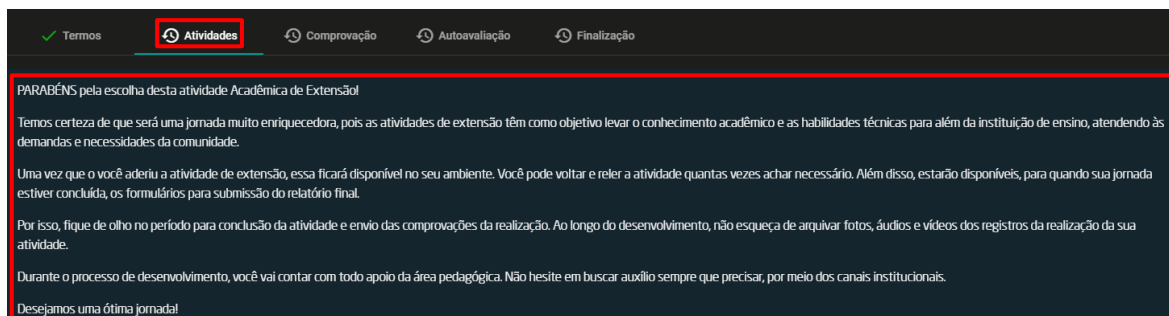 Termos Atividades Comprovação Autoavaliação Finalização
PARABÉNS pela escolha desta atividade Acadêmica de Extensão!
Temos certeza de que será uma jornada muito enriquecedora, pois as atividades de extensão têm como objetivo levar o conhecimento acadêmico e as habilidades técnicas para além da instituição de ensino, atendendo às
demandas e necessidades da comunidade.
Uma vez que o você aderiu a atividade de extensão, essa ficará disponível no seu ambiente. Você pode voltar e reler a atividade quantas vezes achar necessário. Além disso, estarão disponíveis, para quando sua jornada
estiver concluída, os formulários para submissão do relatório final.
Por isso, fique de olho no período para conclusão da atividade e envio das comprovações da realização. Ao longo do desenvolvimento, não esqueça de arquivar fotos, áudios e vídeos dos registros da realização da sua
atividade.
Durante o processo de desenvolvimento, você vai contar com todo apoio da área pedagógica. Não hesite em buscar auxílio sempre que precisar, por meio dos canais institucionais.
Desejamos uma ótima jornada!